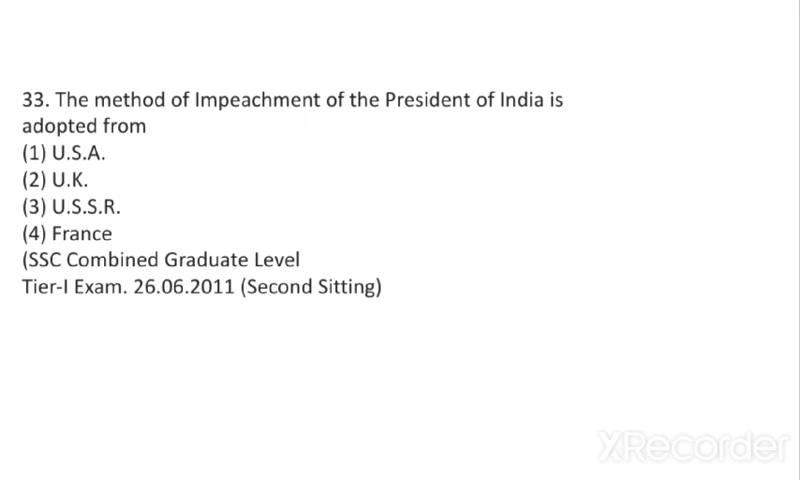 33. The method of Impeachment of the President of India is
adopted from
(1) U.S.A.
(2) U.K.
(3) U.S.S.R.
(4) France
(SSC Combined Graduate Level
Tier-I Exam. 26.06.2011 (Second Sitting)
XRecorder